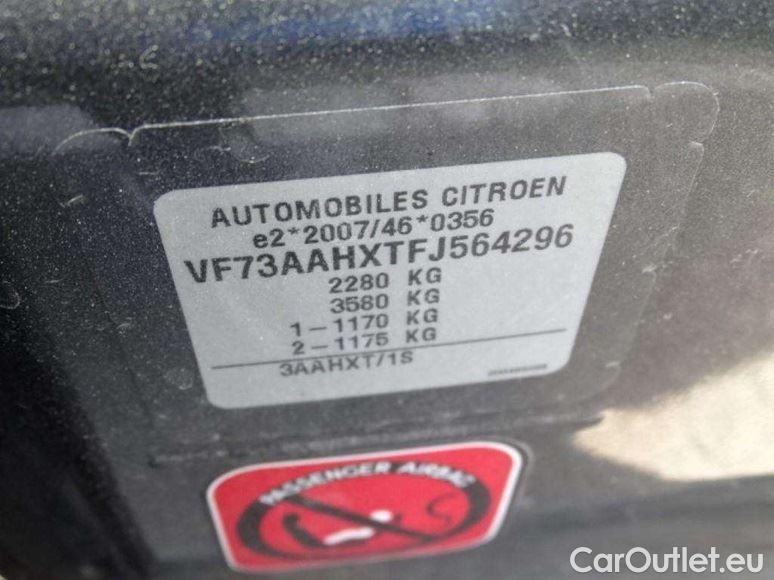 AUTOMOBILES CITROEN
e2*2007/46*0356
VF73AAHXTFJ564296
2280 KG
3580 KG
1-1170 KG
2-1175 KG
3AAHXT/1S
PASSENGER AIRBAG
CarOutlet.eu